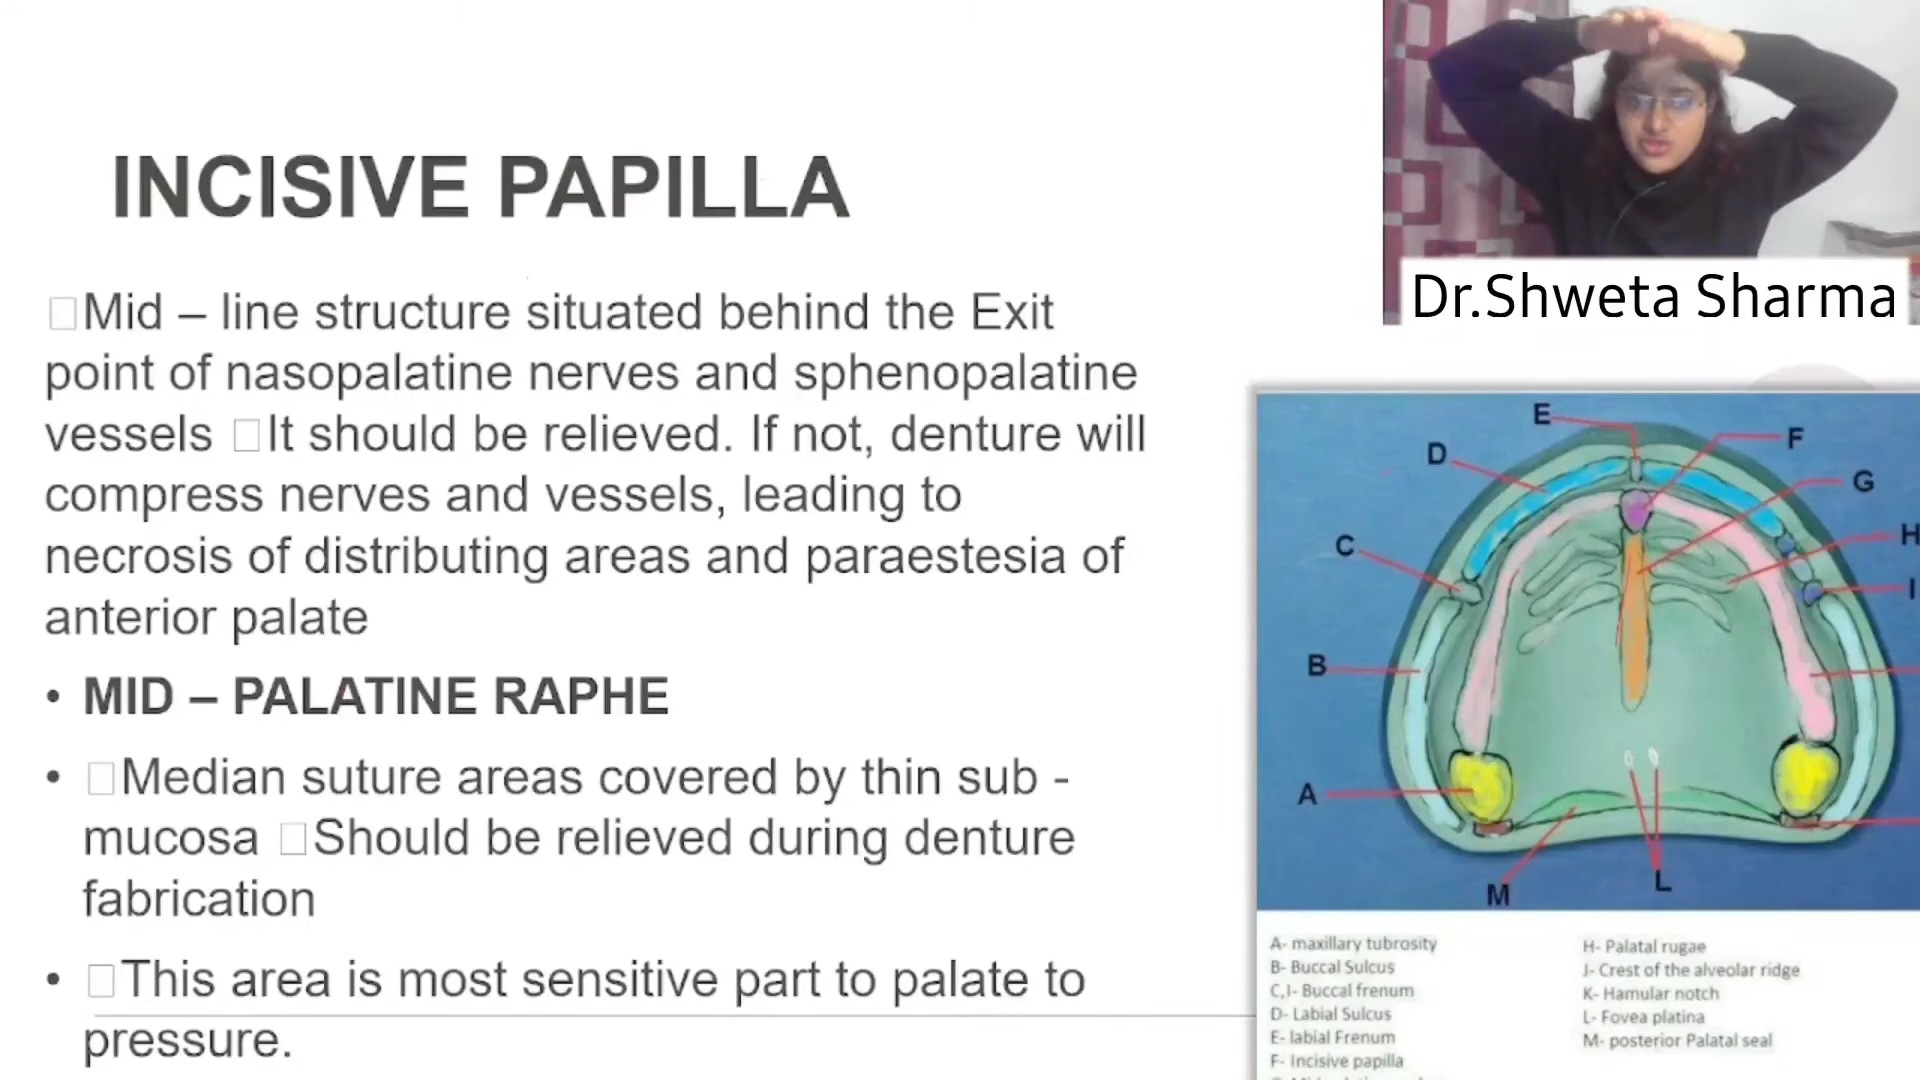 INCISIVE PAPILLA
Mid – line structure situated behind the Exit
point of nasopalatine nerves and sphenopalatine
vessels It should be relieved. If not, denture will
compress nerves and vessels, leading to
necrosis of distributing areas and paraestesia of
anterior palate
• MID – PALATINE RAPHE
• Median suture areas covered by thin sub -
mucosa Should be relieved during denture
fabrication
• This area is most sensitive part to palate to
pressure.
Dr.Shweta Sharma
E
F
D
G
H
C
I
B
A
M
L
A- maxillary tubrosity
B- Buccal Sulcus
C,I- Buccal frenum
D- Labial Sulcus
E- labial Frenum
F- Incisive papilla
H- Palatal rugae
J- Crest of the alveolar ridge
K- Hamular notch
L- Fovea platina
M- posterior Palatal seal